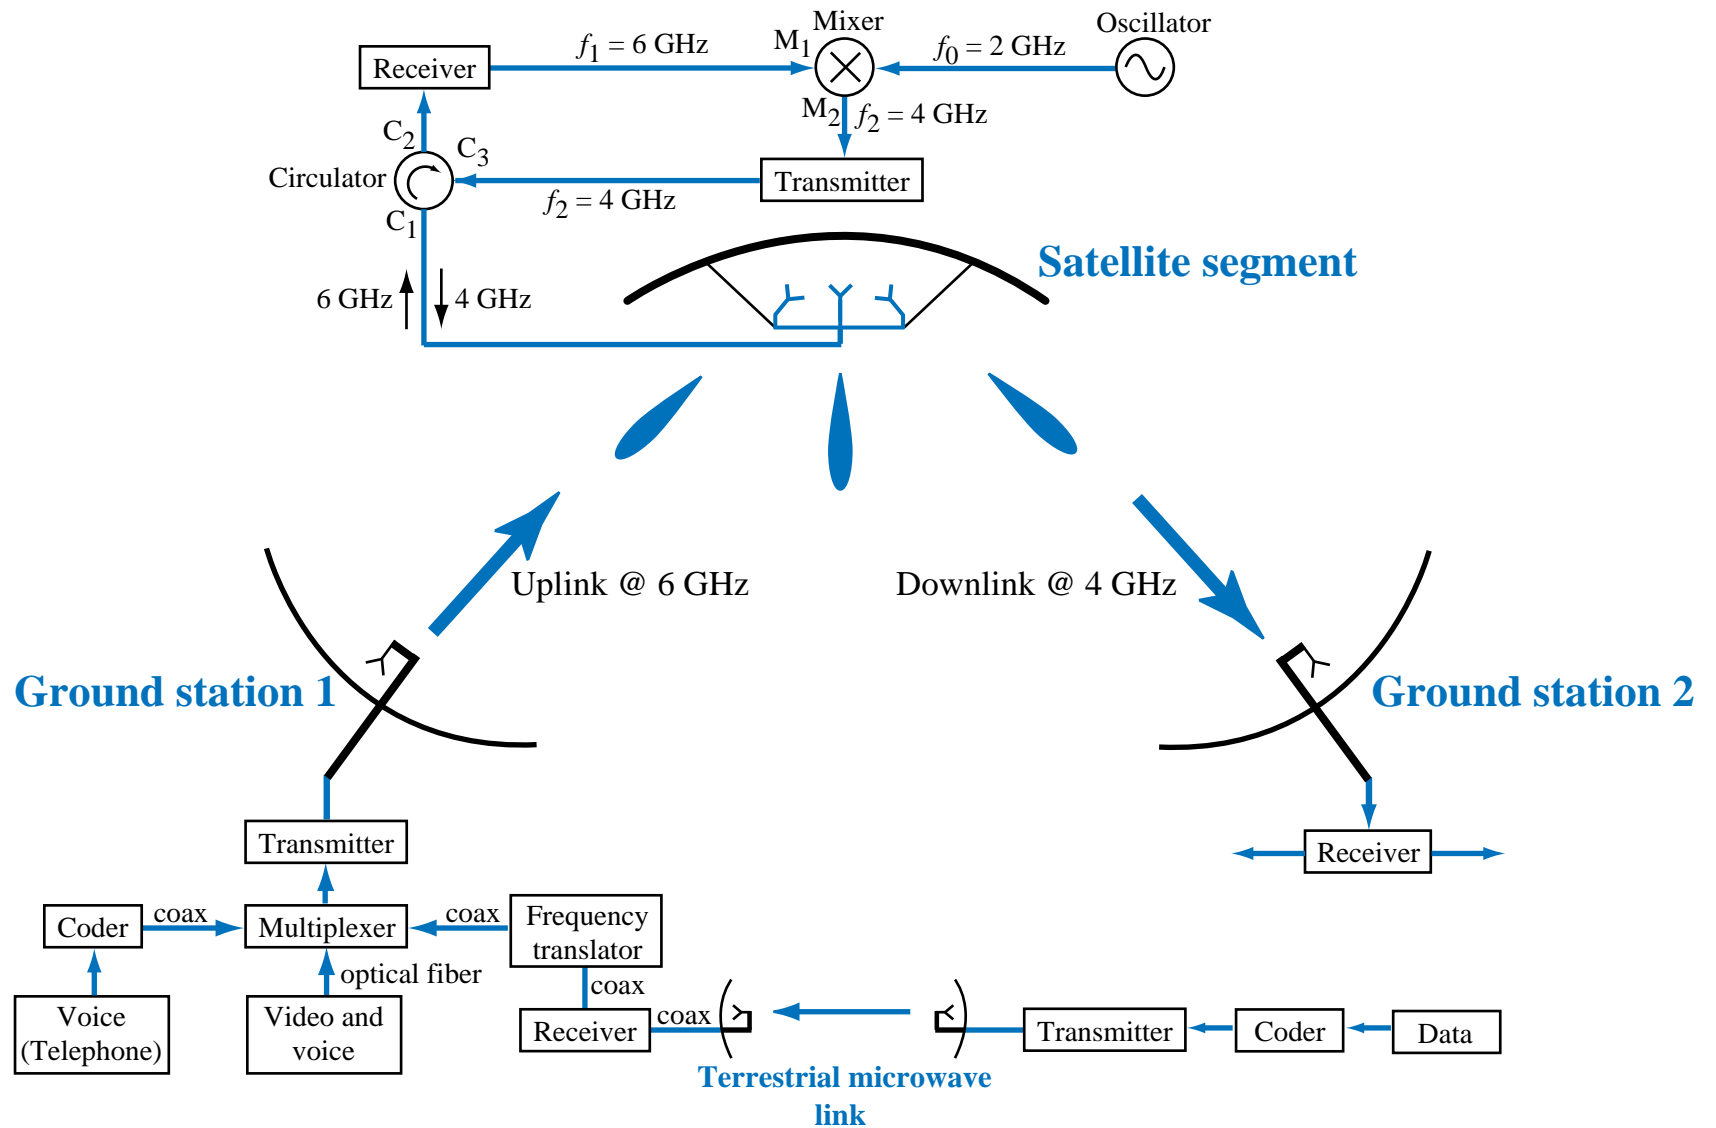 Mixer
Oscillator
M1
f1 = 6 GHz
f0 = 2 GHz
Receiver
M2
f2 = 4 GHz
C2
C3
Circulator
Transmitter
f2 = 4 GHz
C1
Satellite segment
6 GHz
4 GHz
Uplink @ 6 GHz
Downlink @ 4 GHz
Ground station 1
Ground station 2
Transmitter
Receiver
Coder
coax
Multiplexer
coax
Frequency
translator
optical fiber
coax
Voice
(Telephone)
Video and
voice
Receiver
coax
Transmitter
Coder
Data
Terrestrial microwave
link